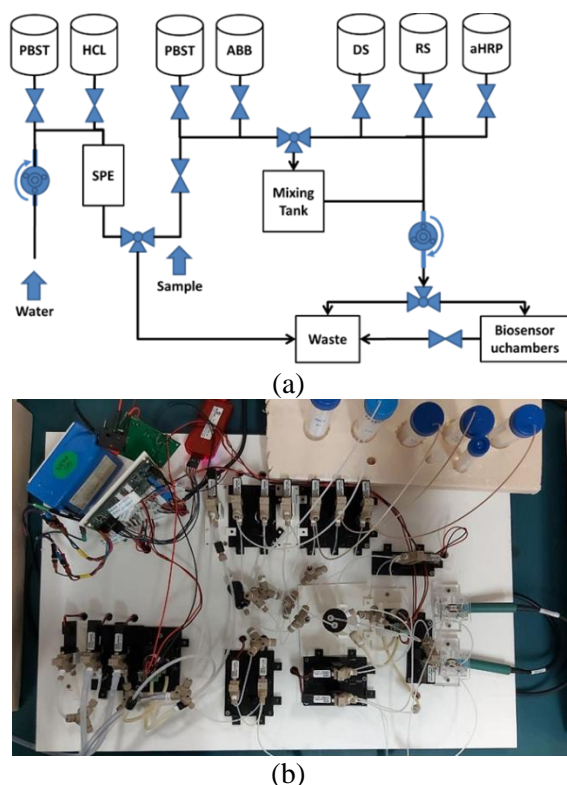 (a)
PBST HCL PBST ABB DS RS aHRP
SPE
Mixing
Tank
Sample
Water
Waste
Biosensor
uchambers
(b)